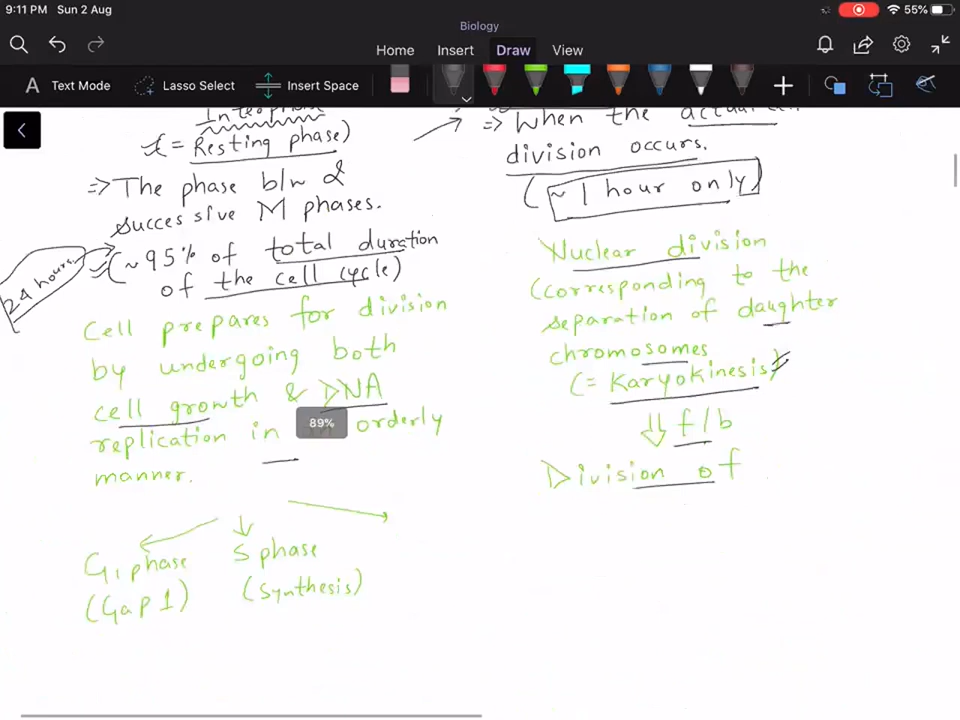 9:11 PM Sun 2 Aug
55%
Biology
Home Insert Draw View
Text Mode Lasso Select Insert Space
(= Resting phase)
=> The phase b/w 2
successive M phases.
24 hours
(~95% of total duration
of the cell cycle)
Cell prepares for division
by undergoing both
cell growth & DNA
replication in orderly
manner.
89%
G1 phase
(Gap 1)
S phase
(Synthesis)
=> When the actual
division occurs.
(~1 hour only)
Nuclear division
(corresponding to the
separation of daughter
chromosomes
(= Karyokinesis)
f/b
Division of